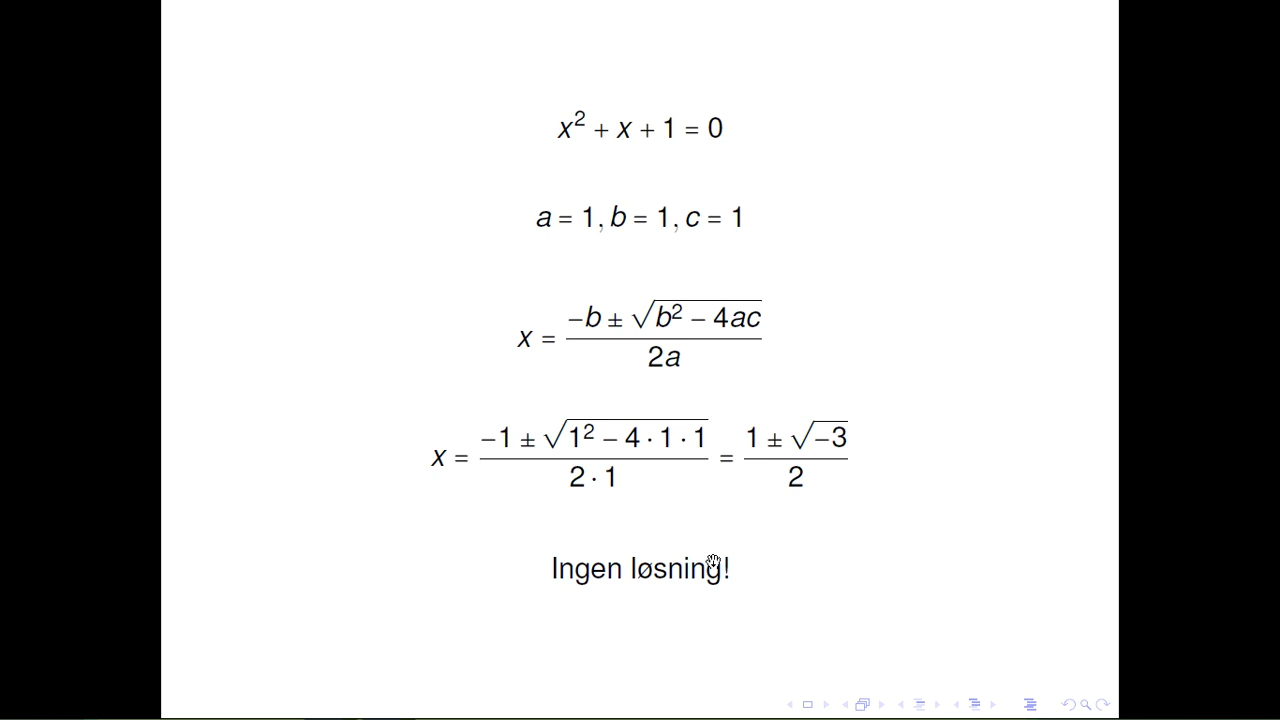 x² + x + 1 = 0
a = 1, b = 1, c = 1
x = (−b ± √(b² − 4ac)) / (2a)
x = (−1 ± √(1² − 4 · 1 · 1)) / (2 · 1) = (1 ± √(−3)) / 2
Ingen løsning!